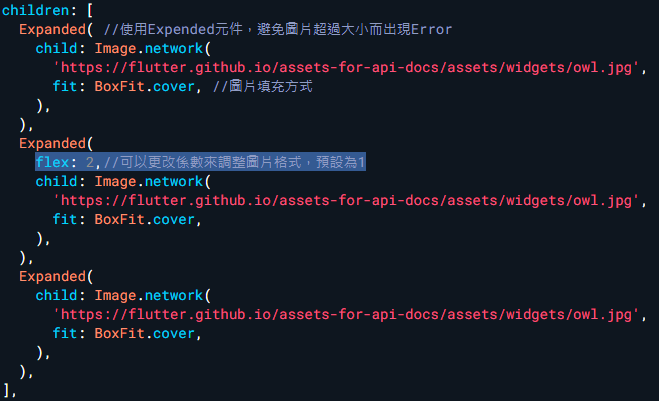 children: [
Expanded( //使用Expended元件，避免圖片超過大小而出現Error
child: Image.network(
'https://flutter.github.io/assets-for-api-docs/assets/widgets/owl.jpg',
fit: BoxFit.cover, //圖片填充方式
),
),
Expanded(
flex: 2,//可以更改係數來調整圖片格式，預設為1
child: Image.network(
'https://flutter.github.io/assets-for-api-docs/assets/widgets/owl.jpg',
fit: BoxFit.cover,
),
),
Expanded(
child: Image.network(
'https://flutter.github.io/assets-for-api-docs/assets/widgets/owl.jpg',
fit: BoxFit.cover,
),
),
],